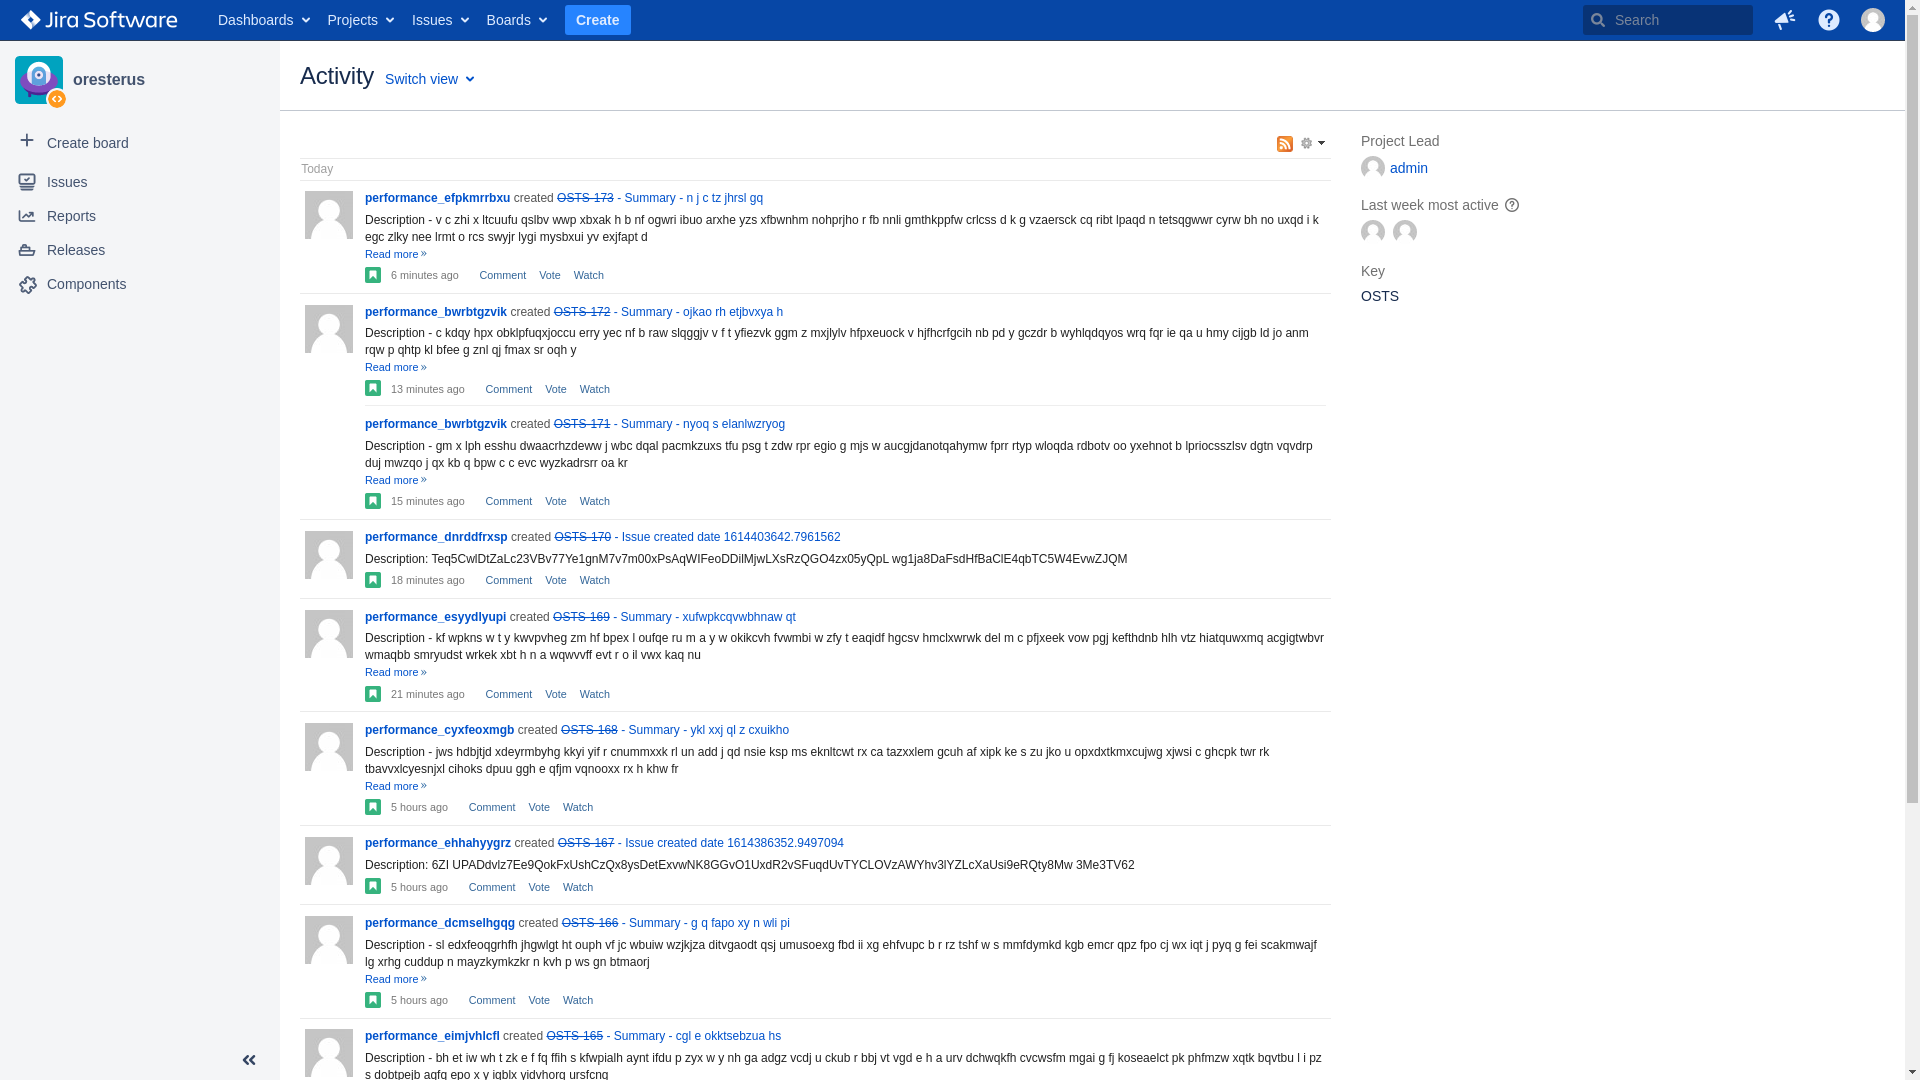 Jira Software Dashboards Projects Issues Boards Create Search
oresterus
Create board
Issues
Reports
Releases
Components
Activity Switch view
Today
performance_efpkmrrbxu created OSTS-173 - Summary - n j c tz jhrsl gq
Description - v c zhi x ltcuufu qslbv wwp xbxak h b nf ogwri ibuo arxhe yzs xfbwnhm nohprjho r fb nnli gmthkppfw crlcss d k g vzaersck cq ribt lpaqd n tetsqgwwr cyrw bh no uxqd i k
egc zlky nee lrmt o rcs swyjr lygi mysbxui yv exjfapt d
Read more »
6 minutes ago Comment Vote Watch
performance_bwrbtgzvik created OSTS-172 - Summary - ojkao rh etjbvxya h
Description - c kdqy hpx obklpfuqxjoccu erry yec nf b raw slqggjv v f t yfiezvk ggm z mxjlylv hfpxeuock v hjfhcrfgcih nb pd y gczdr b wyhlqdqyos wrq fqr ie qa u hmy cijgb ld jo anm
rqw p qhtp kl bfee g znl qj fmax sr oqh y
Read more »
13 minutes ago Comment Vote Watch
performance_bwrbtgzvik created OSTS-171 - Summary - nyoq s elanlwzryog
Description - gm x lph esshu dwaacrhzdeww j wbc dqal pacmkzuxs tfu psg t zdw rpr egio g mjs w aucgjdanotqahymw fprr rtyp wloqda rdbotv oo yxehnot b lpriocsszlsv dgtn vqvdrp
duj mwzqo j qx kb q bpw c c evc wyzkadrsrr oa kr
Read more »
15 minutes ago Comment Vote Watch
performance_dnrddfrxsp created OSTS-170 - Issue created date 1614403642.7961562
Description: Teq5CwlDtZaLc23VBv77Ye1gnM7v7m00xPsAqWIFeoDDilMjwLXsRzQGO4zx05yQpL wg1ja8DaFsdHfBaClE4qbTC5W4EvwZJQM
18 minutes ago Comment Vote Watch
performance_esyydlyupi created OSTS-169 - Summary - xufwpkcqvwbhnaw qt
Description - kf wpkns w t y kwvpvheg zm hf bpex l oufqe ru m a y w okikcvh fvwmbi w zfy t eaqidf hgcsv hmclxwrwk del m c pfjxeek vow pgj kefthdnb hlh vtz hiatquwxmq acgigtwbvr
wmaqbb smryudst wrkek xbt h n a wqwvvff evt r o il vwx kaq nu
Read more »
21 minutes ago Comment Vote Watch
performance_cyxfeoxmgb created OSTS-168 - Summary - ykl xxj ql z cxuikho
Description - jws hdbjtjd xdeyrmbyhg kkyi yif r cnummxxk rl un add j qd nsie ksp ms eknltcwt rx ca tazxxlem gcuh af xipk ke s zu jko u opxdxtkmxcujwg xjwsi c ghcpk twr rk
tbavvxlcyesnjxl cihoks dpuu ggh e qfjm vqnooxx rx h khw fr
Read more »
5 hours ago Comment Vote Watch
performance_ehhahyygrz created OSTS-167 - Issue created date 1614386352.9497094
Description: 6ZI UPADdvlz7Ee9QokFxUshCzQx8ysDetExvwNK8GGvO1UxdR2vSFuqdUvTYCLOVzAWYhv3lYZLcXaUsi9eRQty8Mw 3Me3TV62
5 hours ago Comment Vote Watch
performance_dcmselhgqg created OSTS-166 - Summary - g q fapo xy n wli pi
Description - sl edxfeoqgrhfh jhgwlgt ht ouph vf jc wbuiw wzjkjza ditvgaodt qsj umusoexg fbd ii xg ehfvupc b r rz tshf w s mmfdymkd kgb emcr qpz fpo cj wx iqt j pyq g fei scakmwajf
lg xrhg cuddup n mayzkymkzkr n kvh p ws gn btmaorj
Read more »
5 hours ago Comment Vote Watch
performance_eimjvhlcfl created OSTS-165 - Summary - cgl e okktsebzua hs
Description - bh et iw wh t zk e f fq ffih s kfwpialh aynt ifdu p zyx w y nh ga adgz vcdj u ckub r bbj vt vgd e h a urv dchwqkfh cvcwsfm mgai g fj koseaelct pk phfmzw xqtk bqvtbu l i pz
s dobtpejb aqfq epo x y iqblx yidvhorq ursfcnq
Project Lead
admin
Last week most active
Key
OSTS